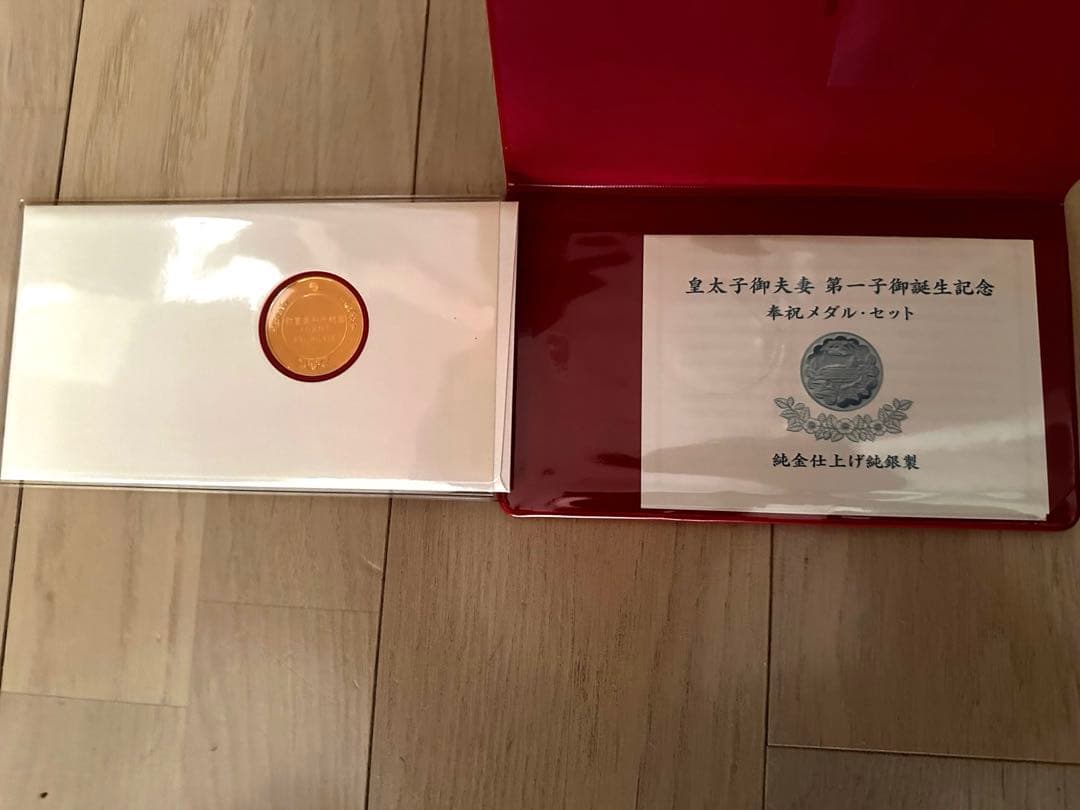 皇太子御夫妻 第一子御誕生記念
奉祝メダル・セット
純金仕上げ純銀製